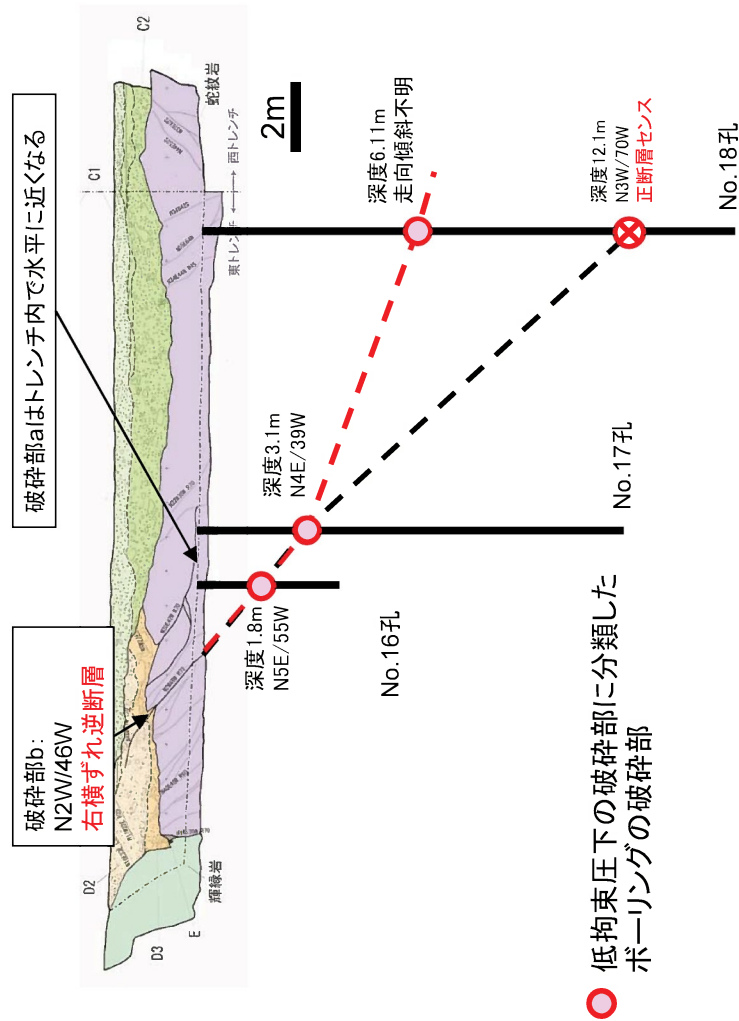 破砕部b:
N2W/46W
右横ずれ逆断層
破砕部aはトレンチ内で水平に近くなる
D2
D3
E
輝緑岩
C1
C2
蛇紋岩
東トレンチ
西トレンチ
2m
深度1.8m
N5E/55W
No.16孔
深度3.1m
N4E/39W
No.17孔
深度6.11m
走向傾斜不明
深度12.1m
N3W/70W
正断層センス
No.18孔
低拘束圧下の破砕部に分類した
ボーリングの破砕部